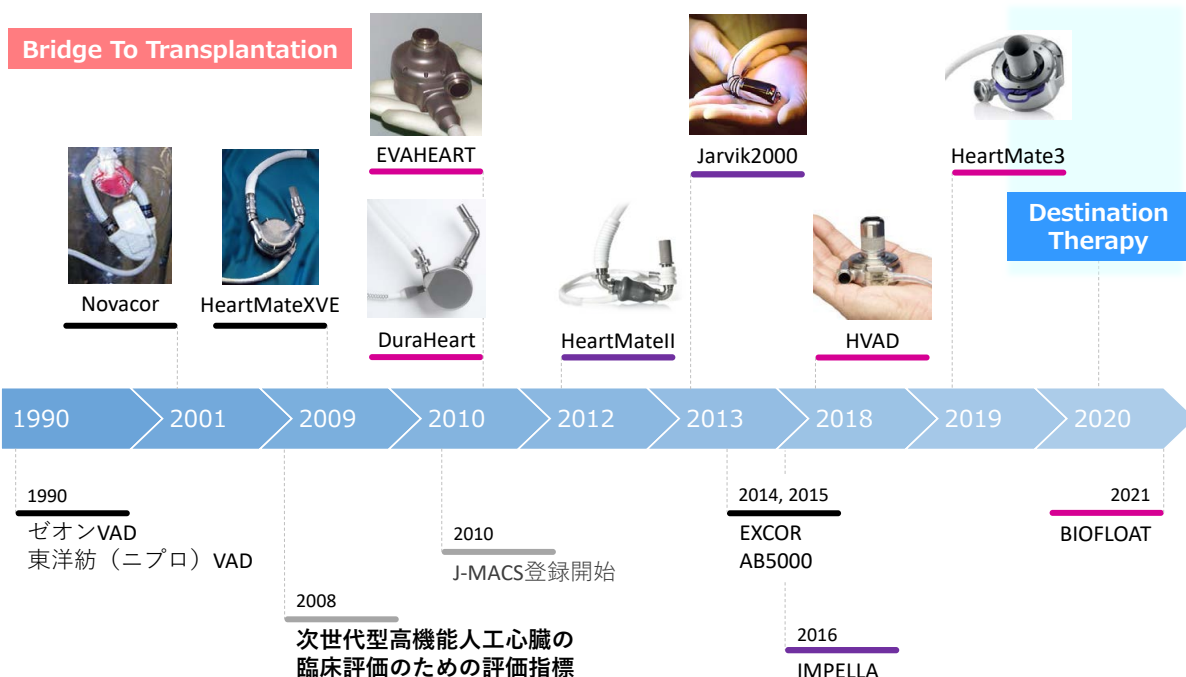 Bridge To Transplantation
EVAHEART
Jarvik2000
HeartMate3
Destination
Therapy
Novacor
HeartMateXVE
DuraHeart
HeartMateII
HVAD
1990
2001
2009
2010
2012
2013
2018
2019
2020
1990
ゼオンVAD
東洋紡（ニプロ）VAD
2008
次世代型高機能人工心臓の
臨床評価のための評価指標
2010
J-MACS登録開始
2014, 2015
EXCOR
AB5000
2016
IMPELLA
2021
BIOFLOAT